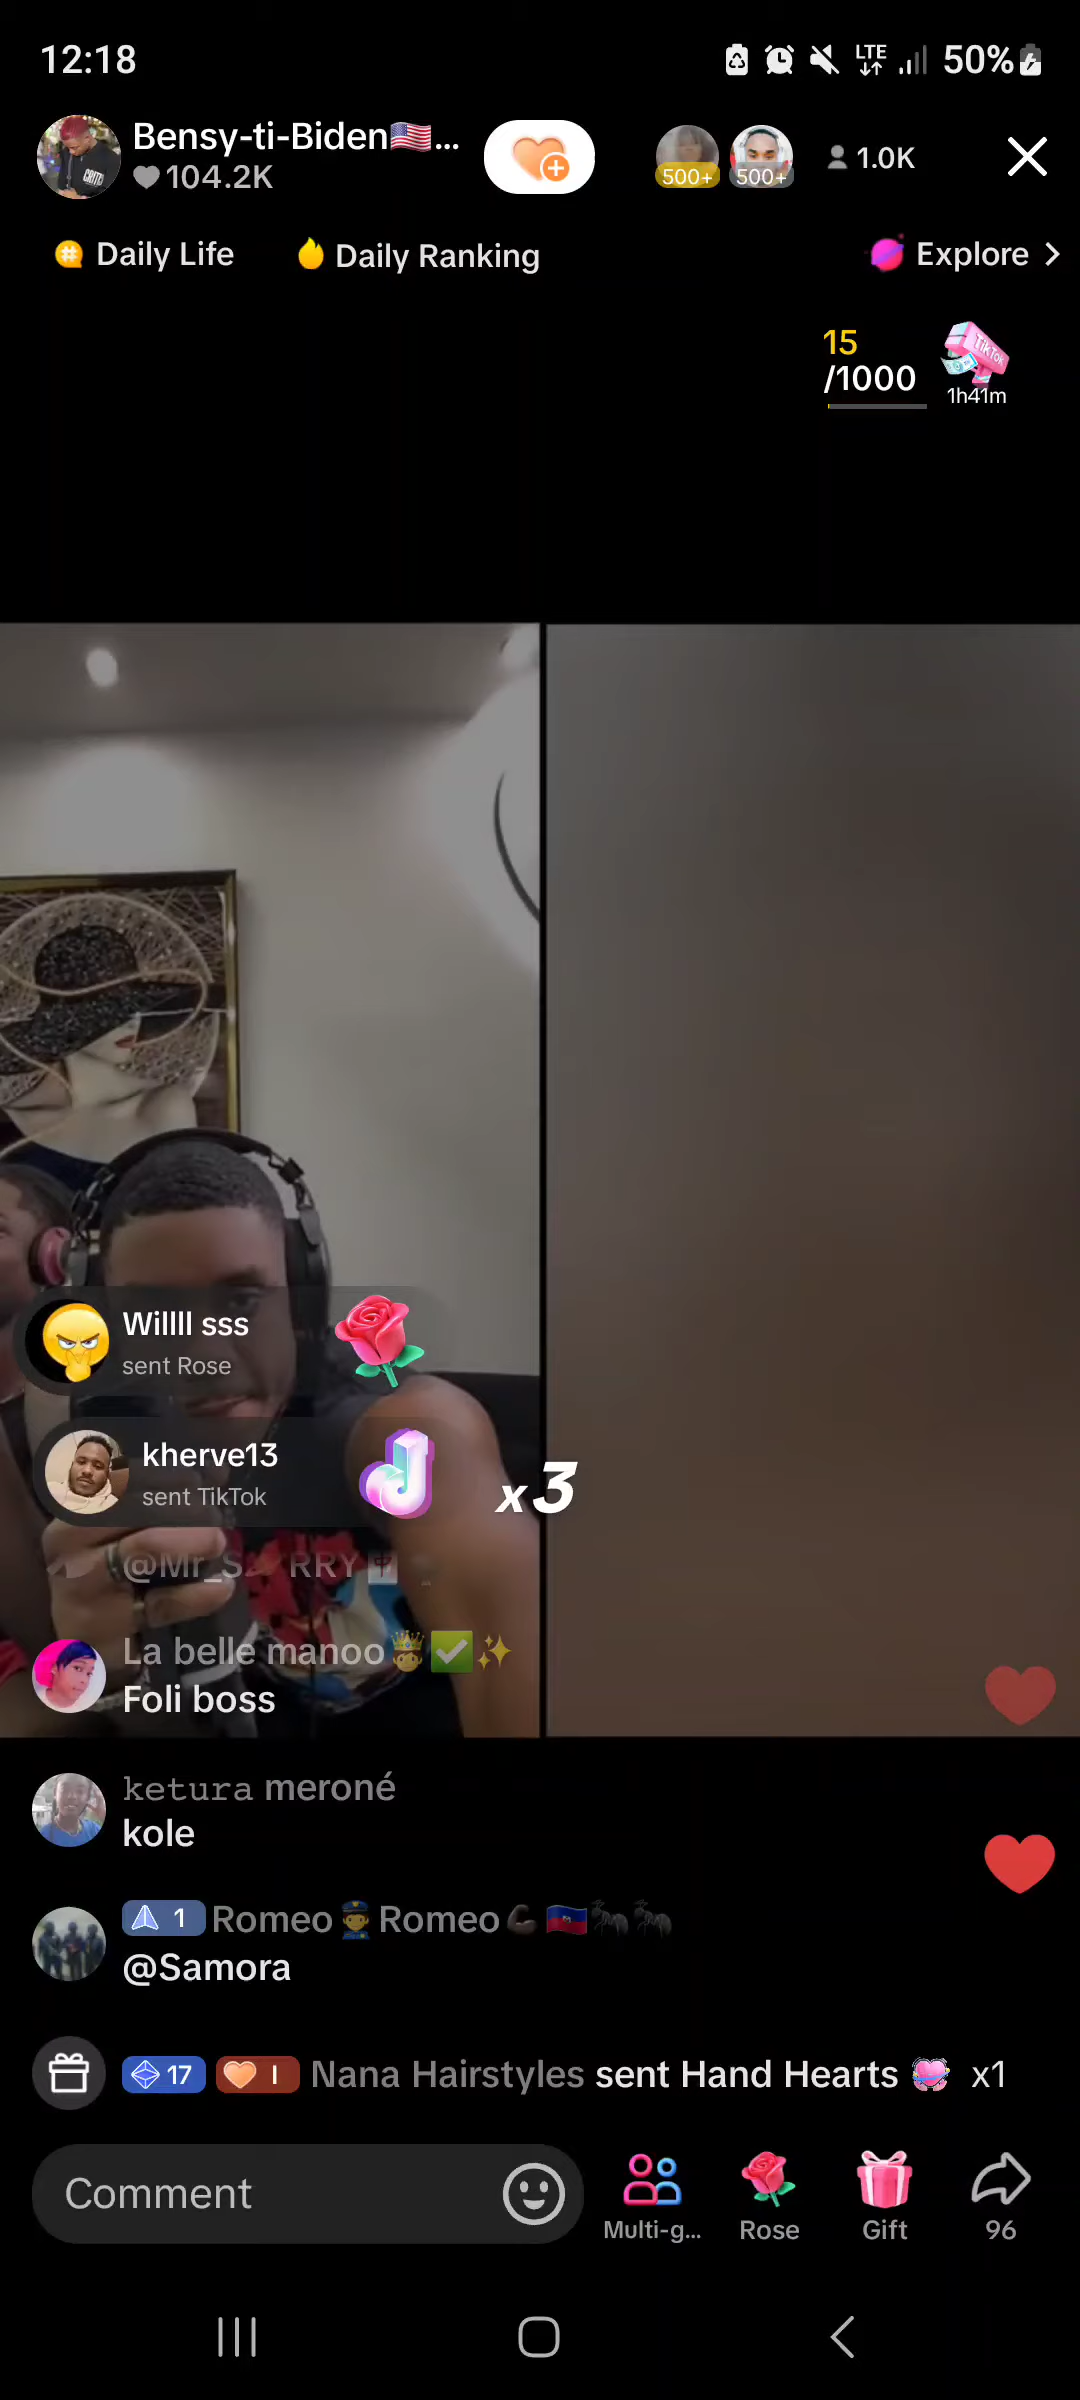 12:18
LTE
50%
Bensy-ti-Biden🇺🇸...
104.2K
500+
500+
1.0K
Daily Life
Daily Ranking
Explore
15
/1000
TikTok
1h41m
Willll sss
sent Rose
kherve13
sent TikTok
x3
La belle manoo🤴✅✨
Foli boss
ketura meroné
kole
1 Romeo👮Romeo💪🏿🇭🇹🐜🐜
@Samora
17 I Nana Hairstyles sent Hand Hearts x1
Comment
Multi-g...
Rose
Gift
96